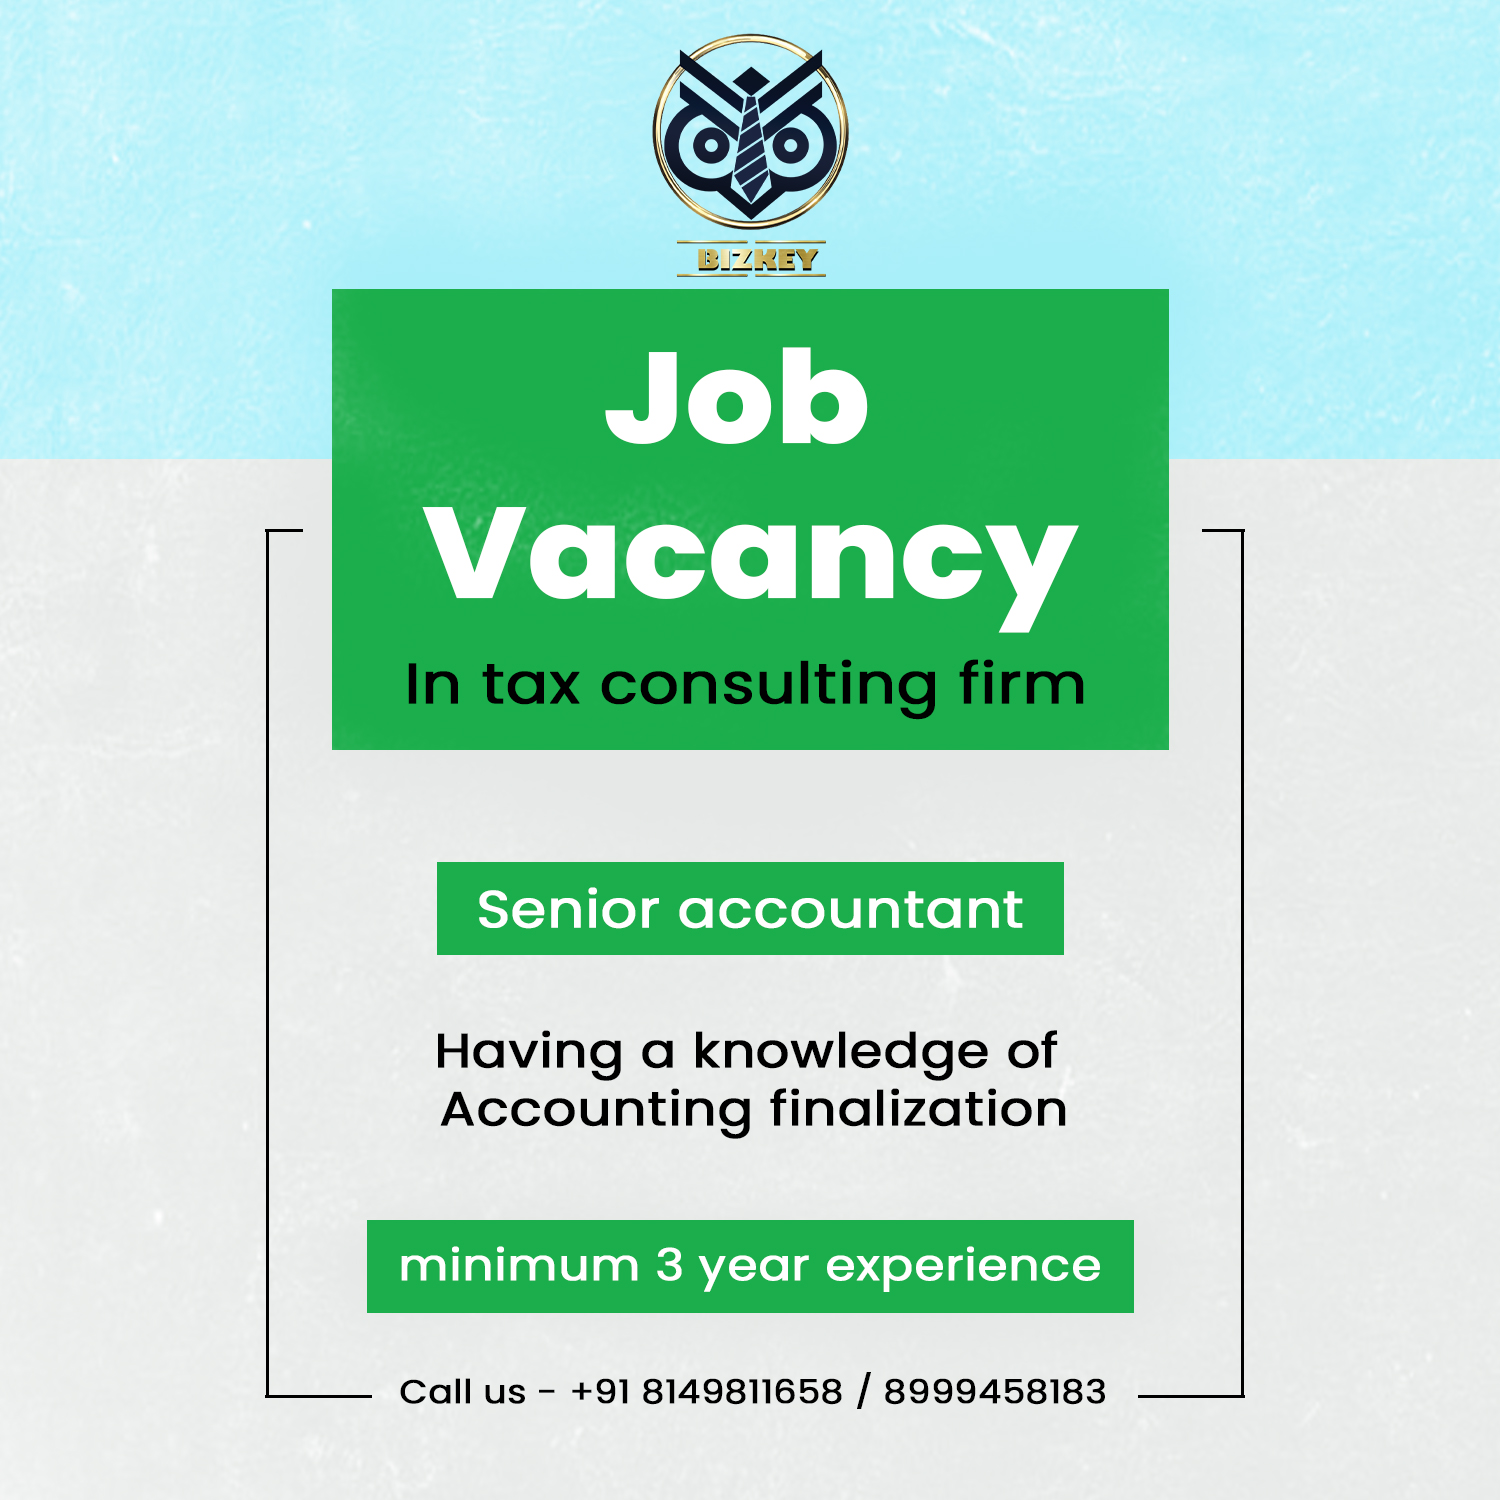 BIZKEY
Job
Vacancy
In tax consulting firm
Senior accountant
Having a knowledge of
Accounting finalization
minimum 3 year experience
Call us - +91 8149811658 / 8999458183